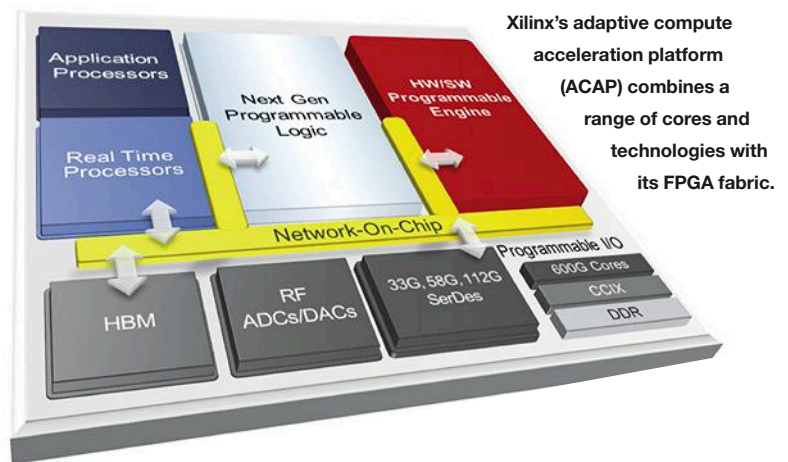 Xilinx's adaptive compute
acceleration platform
(ACAP) combines a
range of cores and
technologies with
its FPGA fabric.
Application
Processors
Real Time
Processors
Next Gen
Programmable
Logic
HW/SW
Programmable
Engine
Network-On-Chip
HBM
RF
ADCs/DACs
33G, 58G, 112G
SerDes
Programmable I/O
600G Cores
CCIX
DDR